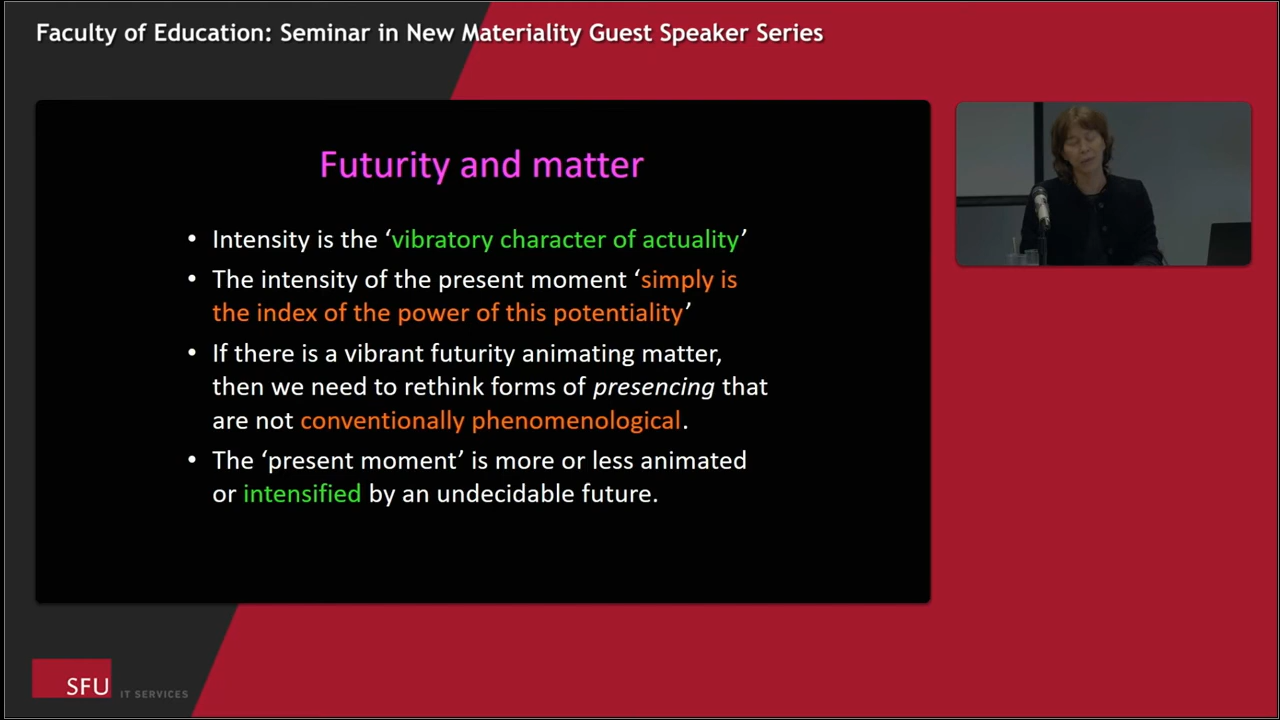 Faculty of Education: Seminar in New Materiality Guest Speaker Series
Futurity and matter
• Intensity is the ‘vibratory character of actuality’
• The intensity of the present moment ‘simply is
the index of the power of this potentiality’
• If there is a vibrant futurity animating matter,
then we need to rethink forms of presencing that
are not conventionally phenomenological.
• The ‘present moment’ is more or less animated
or intensified by an undecidable future.
SFU IT SERVICES